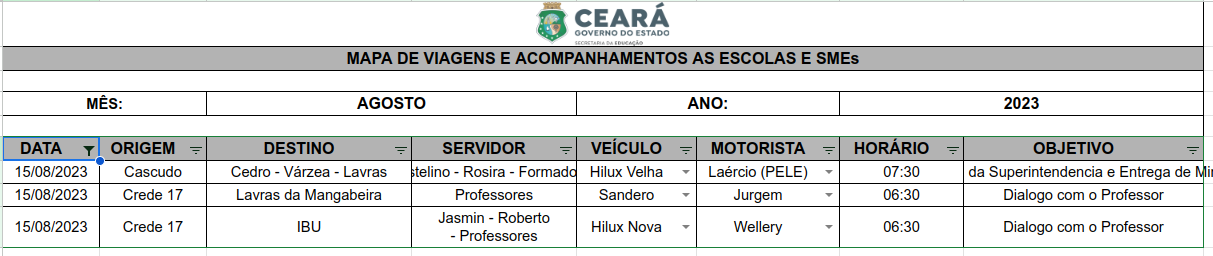 CEARÁ
GOVERNO DO ESTADO
SECRETARIA DA EDUCAÇÃO
MAPA DE VIAGENS E ACOMPANHAMENTOS AS ESCOLAS E SMEs
MÊS: AGOSTO ANO: 2023
DATA ORIGEM DESTINO SERVIDOR VEÍCULO MOTORISTA HORÁRIO OBJETIVO
15/08/2023 Cascudo Cedro - Várzea - Lavras stelino - Rosira - Formado Hilux Velha Laércio (PELE) 07:30 da Superintendencia e Entrega de Mi
15/08/2023 Crede 17 Lavras da Mangabeira Professores Sandero Jurgem 06:30 Dialogo com o Professor
15/08/2023 Crede 17 IBU Jasmin - Roberto
- Professores Hilux Nova Wellery 06:30 Dialogo com o Professor